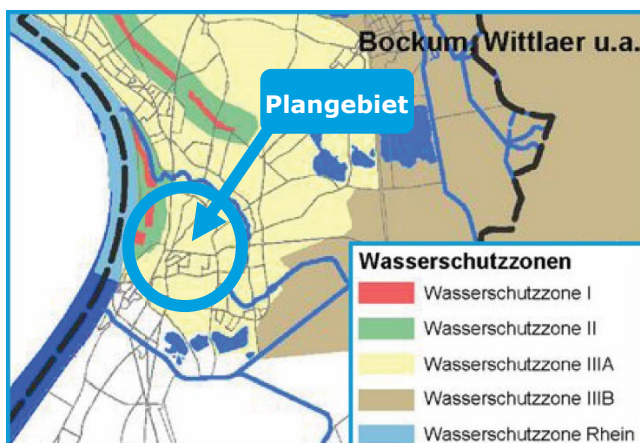 Bockum, Wittlaer u.a.
Plangebiet
Wasserschutzzonen
Wasserschutzzone I
Wasserschutzzone II
Wasserschutzzone IIIA
Wasserschutzzone IIIB
Wasserschutzzone Rhein